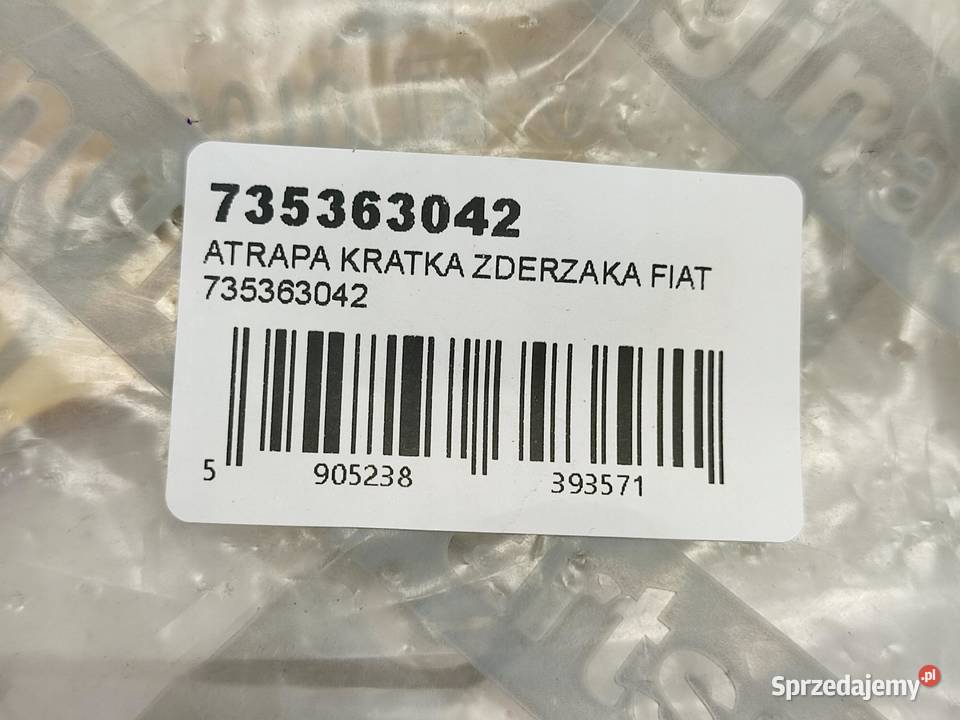 735363042
ATRAPA KRATKA ZDERZAKA FIAT
735363042
5 905238 393571
Sprzedajemy.pl